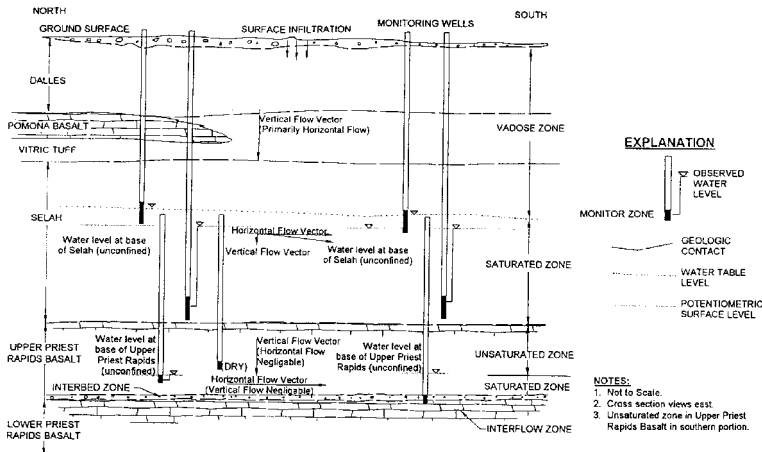 NORTH
SOUTH
GROUND SURFACE
SURFACE INFILTRATION
MONITORING WELLS
DALLES
POMONA BASALT
VITRIC TUFF
Vertical Flow Vector
(Primarily Horizontal Flow)
VADOSE ZONE
SELAH
Water level at base
of Selah (unconfined)
Horizontal Flow Vector
Vertical Flow Vector
Water level at base
of Selah (unconfined)
SATURATED ZONE
UPPER PRIEST
RAPIDS BASALT
Water level at
base of Upper
Priest Rapids
(unconfined)
(DRY)
Vertical Flow Vector
(Horizontal Flow
Negligable)
Water level at
base of Upper Priest
Rapids (unconfined)
UNSATURATED ZONE
INTERBED ZONE
Horizontal Flow Vector
(Vertical Flow Negligable)
SATURATED ZONE
LOWER PRIEST
RAPIDS BASALT
INTERFLOW ZONE
EXPLANATION
OBSERVED
WATER
LEVEL
MONITOR ZONE
GEOLOGIC
CONTACT
WATER TABLE
LEVEL
POTENTIOMETRIC
SURFACE LEVEL
NOTES:
1. Not to Scale.
2. Cross section views east.
3. Unsaturated zone in Upper Priest
Rapids Basalt in southern portion.